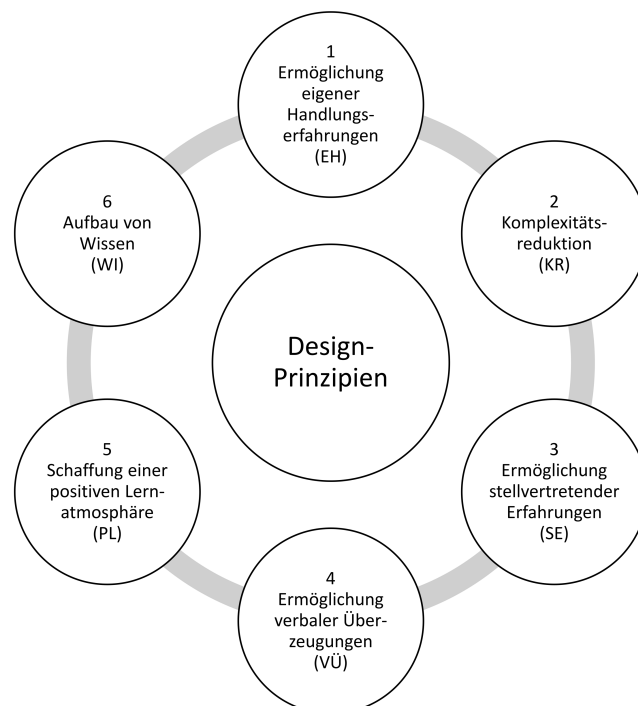 1
Ermöglichung
eigener
Handlungs-
erfahrungen
(EH)
2
Komplexitäts-
reduktion
(KR)
3
Ermöglichung
stellvertretender
Erfahrungen
(SE)
4
Ermöglichung
verbaler Über-
zeugungen
(VÜ)
5
Schaffung einer
positiven Lern-
atmosphäre
(PL)
6
Aufbau von
Wissen
(WI)
Design-
Prinzipien